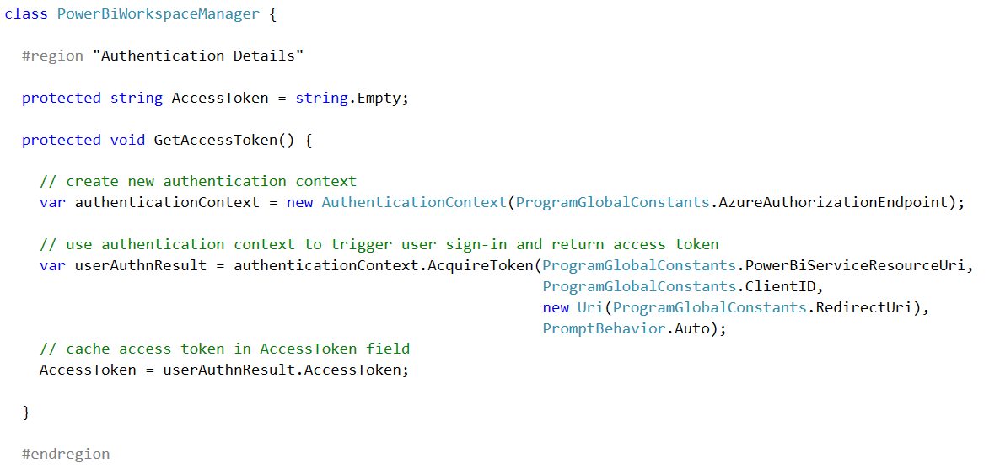 class PowerBiWorkspaceManager {
#region "Authentication Details"
protected string AccessToken = string.Empty;
protected void GetAccessToken() {
// create new authentication context
var authenticationContext = new AuthenticationContext(ProgramGlobalConstants.AzureAuthorizationEndpoint);
// use authentication context to trigger user sign-in and return access token
var userAuthnResult = authenticationContext.AcquireToken(ProgramGlobalConstants.PowerBiServiceResourceUri,
ProgramGlobalConstants.ClientID,
new Uri(ProgramGlobalConstants.RedirectUri),
PromptBehavior.Auto);
// cache access token in AccessToken field
AccessToken = userAuthnResult.AccessToken;
}
#endregion